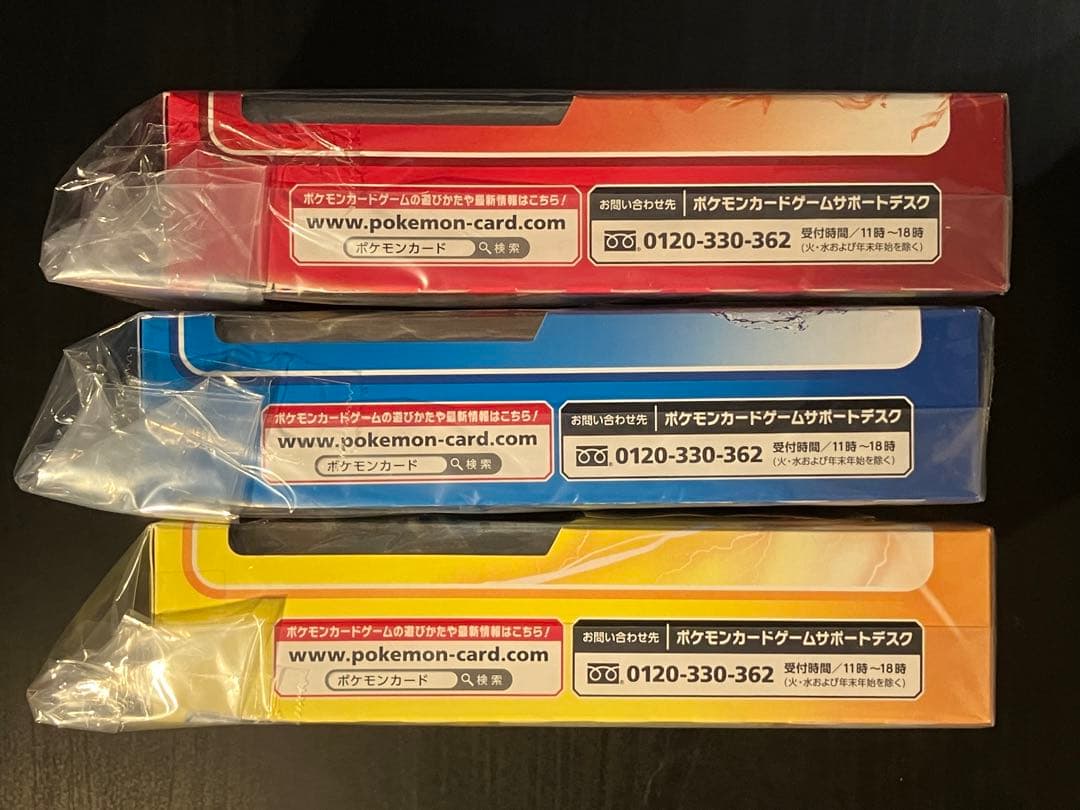 ポケモンカードゲームの遊びかたや最新情報はこちら!
www.pokemon-card.com
ポケモンカード 検索
お問い合わせ先 ポケモンカードゲームサポートデスク
0120-330-362 受付時間/11時〜18時
(火・水および年末年始を除く)
ポケモンカードゲームの遊びかたや最新情報はこちら!
www.pokemon-card.com
ポケモンカード 検索
お問い合わせ先 ポケモンカードゲームサポートデスク
0120-330-362 受付時間/11時〜18時
(火・水および年末年始を除く)
ポケモンカードゲームの遊びかたや最新情報はこちら!
www.pokemon-card.com
ポケモンカード 検索
お問い合わせ先 ポケモンカードゲームサポートデスク
0120-330-362 受付時間/11時〜18時
(火・水および年末年始を除く)